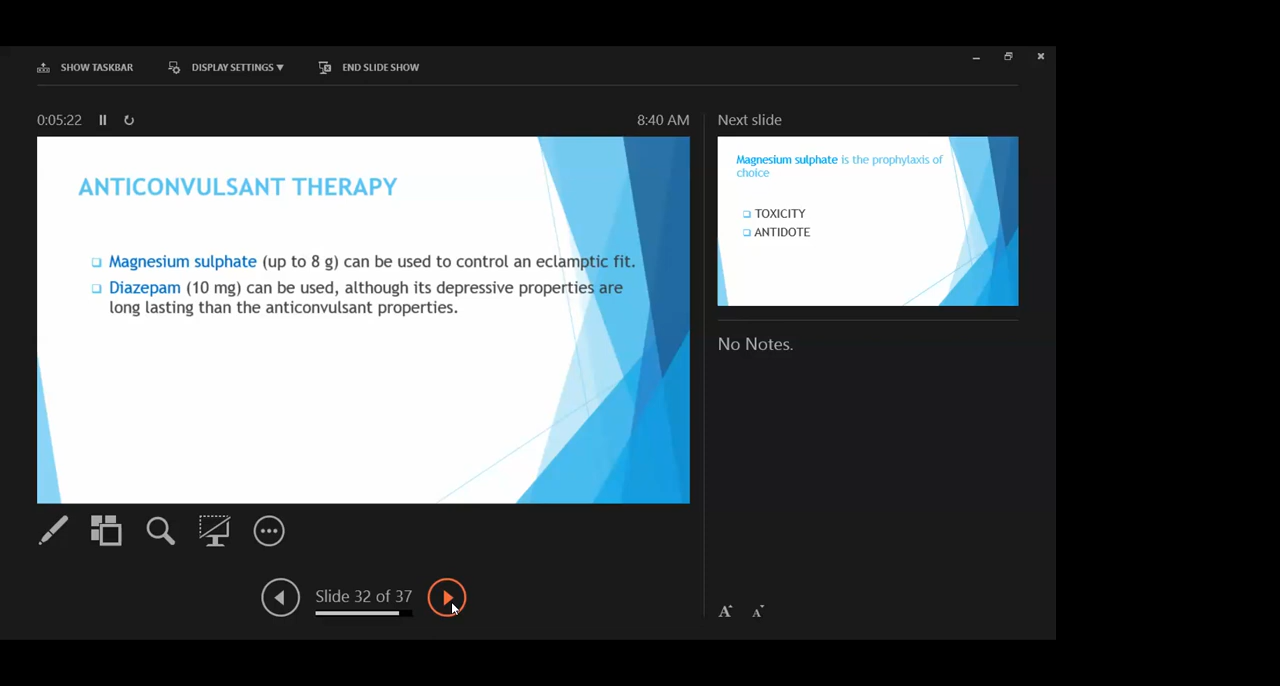 SHOW TASKBAR
DISPLAY SETTINGS ▼
END SLIDE SHOW
0:05:22
8:40 AM
ANTICONVULSANT THERAPY
Magnesium sulphate (up to 8 g) can be used to control an eclamptic fit.
Diazepam (10 mg) can be used, although its depressive properties are
long lasting than the anticonvulsant properties.
Slide 32 of 37
Next slide
Magnesium sulphate is the prophylaxis of
choice
TOXICITY
ANTIDOTE
No Notes.
A A